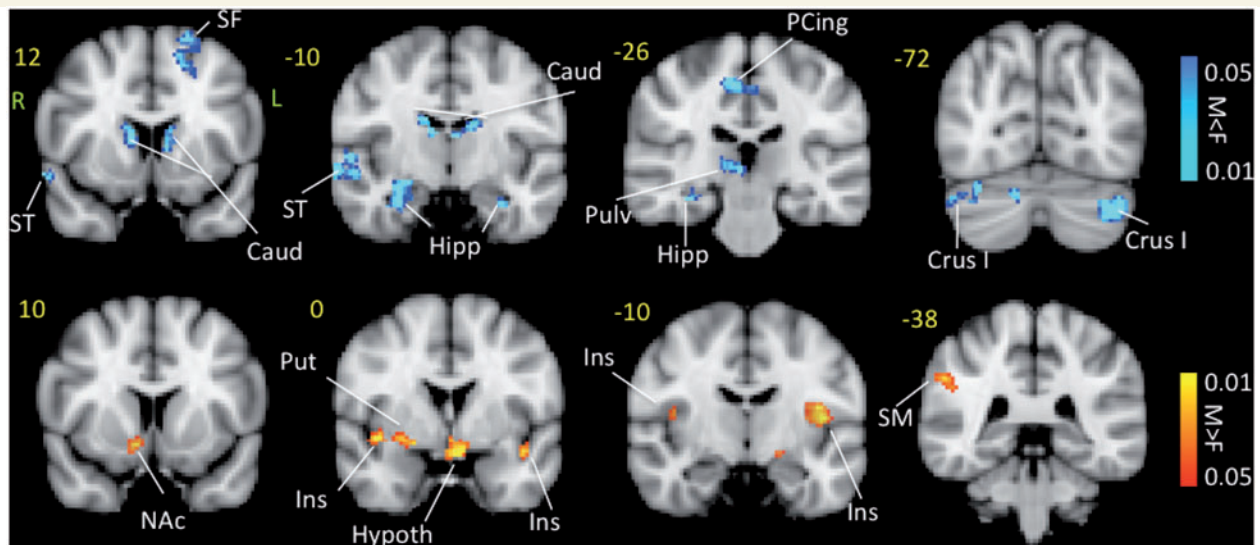 SF
12
R
L
ST
Caud
-10
Caud
ST
Hipp
-26
PCing
Pulv
Hipp
-72
Crus I
Crus I
0.05
M<F
0.01
10
NAc
0
Put
Ins
Hypoth
Ins
-10
Ins
Ins
-38
SM
0.01
M>F
0.05